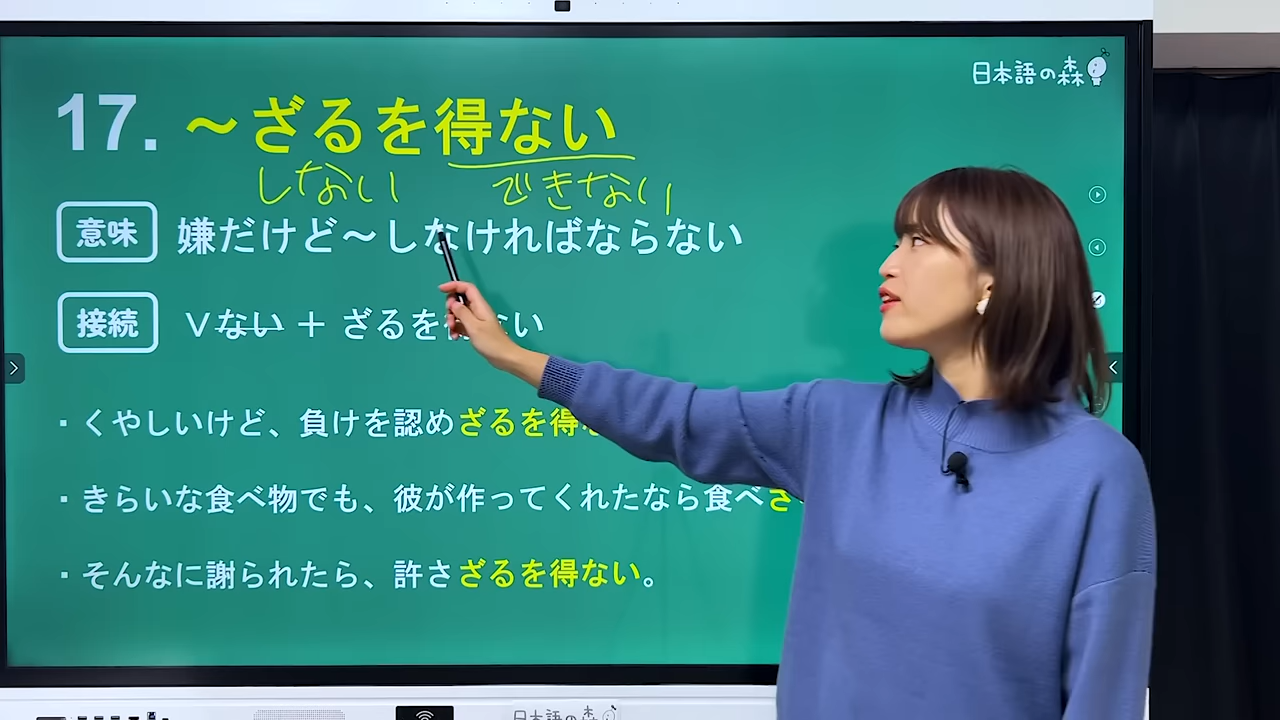 日本語の森
17. ～ざるを得ない
しない できない
意味 嫌だけど～しなければならない
接続 Vない ＋ ざるを得ない
・くやしいけど、負けを認めざるを得
・きらいな食べ物でも、彼が作ってくれたなら食べざ
・そんなに謝られたら、許さざるを得ない。
日本語の森